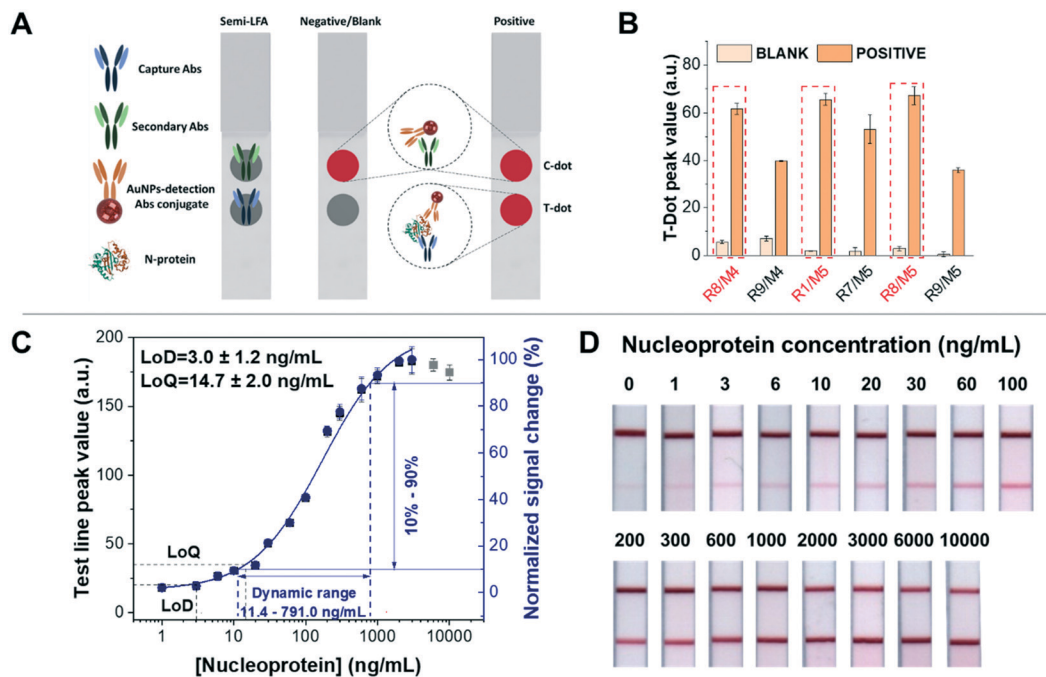 A
Semi-LFA
Negative/Blank
Positive
Capture Abs
Secondary Abs
AuNPs-detection
Abs conjugate
N-protein
C-dot
T-dot
B
BLANK
POSITIVE
T-Dot peak value (a.u.)
80
60
40
20
0
R8/M4
R9/M4
R1/M5
R7/M5
R8/M5
R9/M5
C
LoD=3.0 ± 1.2 ng/mL
LoQ=14.7 ± 2.0 ng/mL
Test line peak value (a.u.)
200
150
100
50
0
Normalized signal change (%)
100
80
60
40
20
0
10% - 90%
LoQ
LoD
Dynamic range
11.4 - 791.0 ng/mL
1
10
100
1000
10000
[Nucleoprotein] (ng/mL)
D
Nucleoprotein concentration (ng/mL)
0 1 3 6 10 20 30 60 100
200 300 600 1000 2000 3000 6000 10000